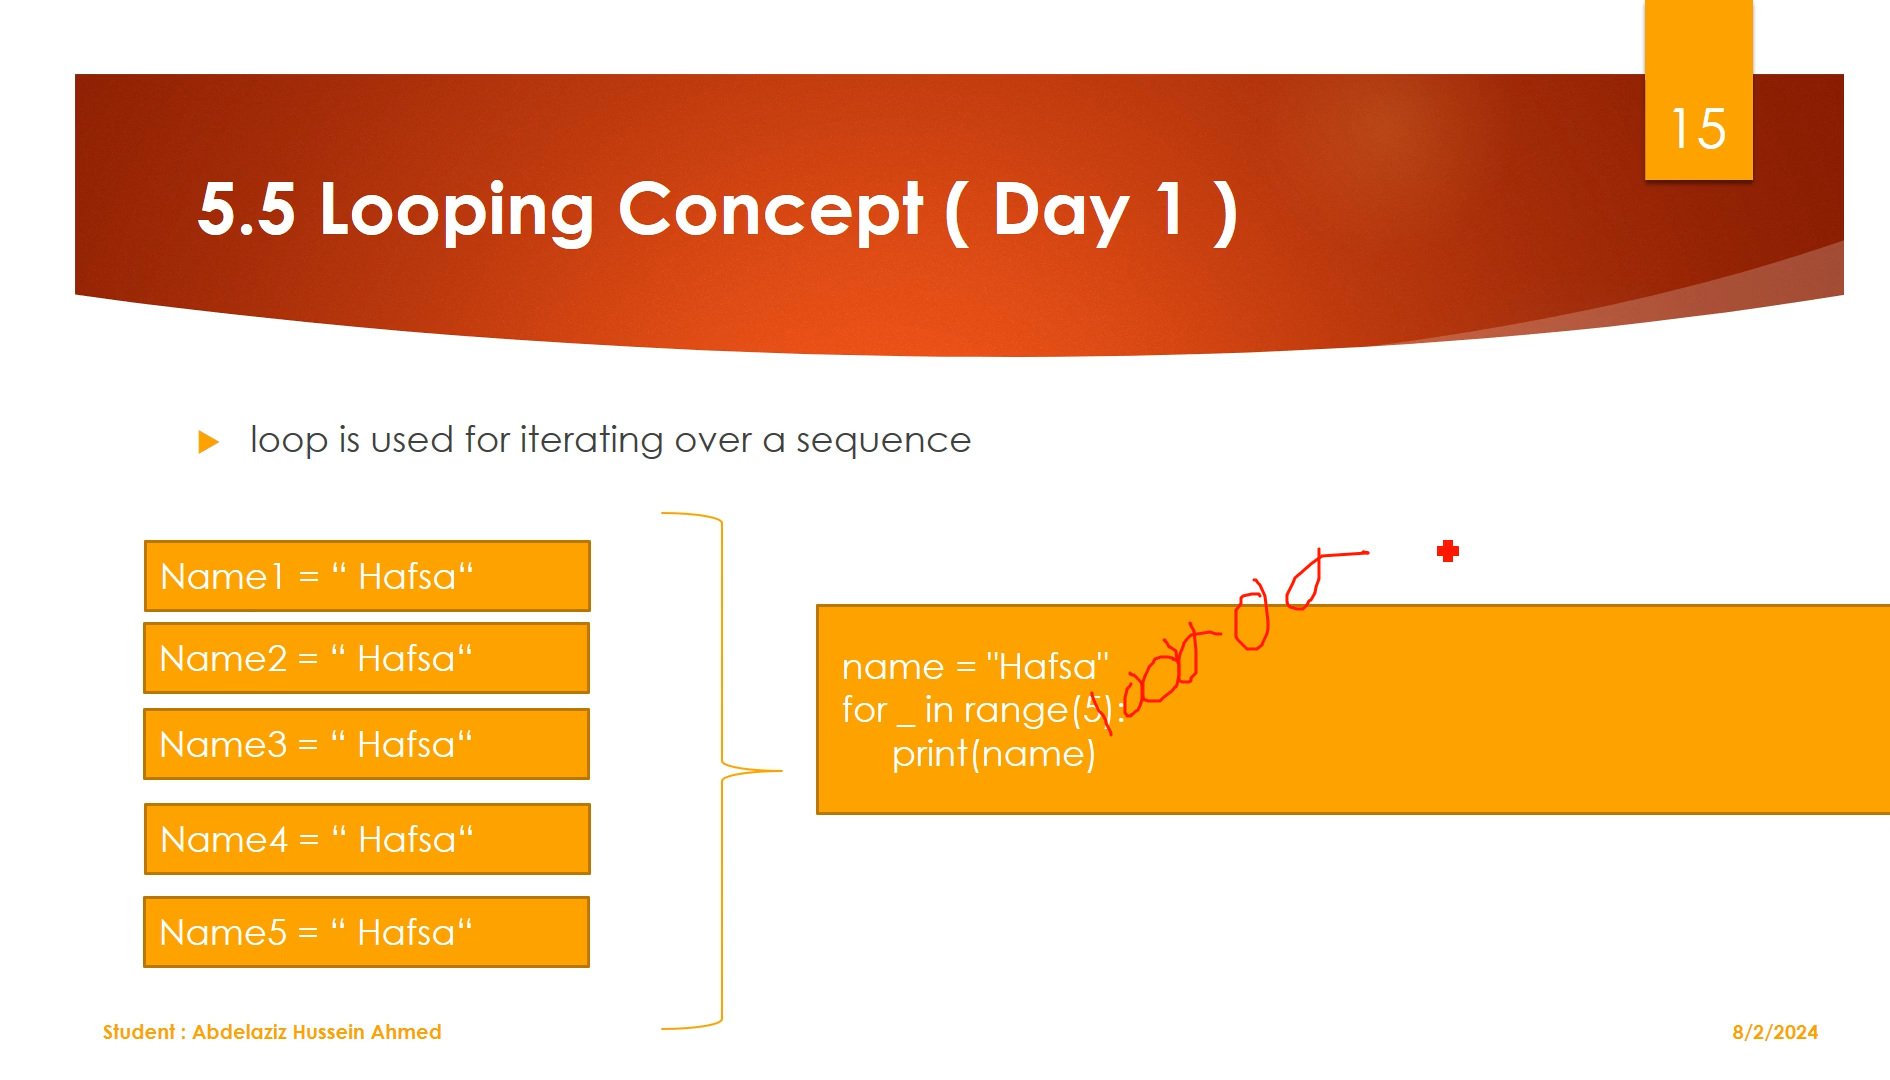 15
5.5 Looping Concept ( Day 1 )
loop is used for iterating over a sequence
Name1 = “ Hafsa“
Name2 = “ Hafsa“
Name3 = “ Hafsa“
Name4 = “ Hafsa“
Name5 = “ Hafsa“
name = "Hafsa"
for _ in range(5):
print(name)
Student : Abdelaziz Hussein Ahmed
8/2/2024